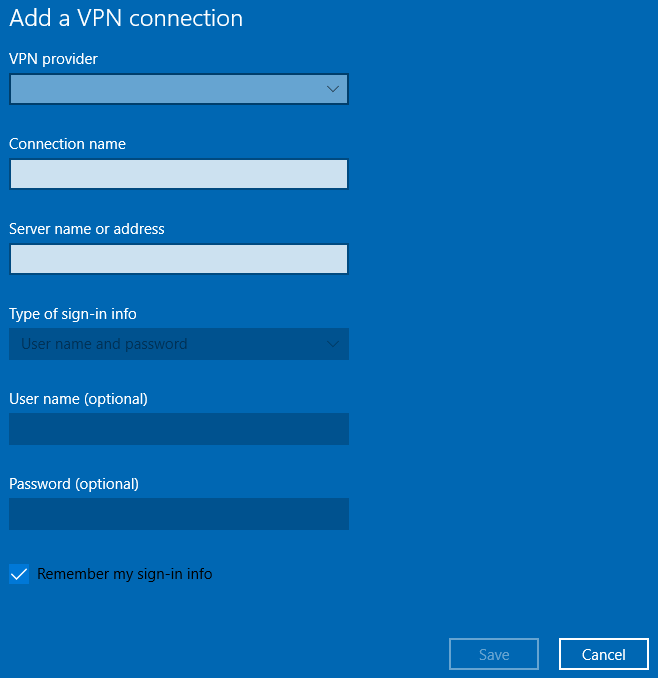 Add a VPN connection
VPN provider
Connection name
Server name or address
Type of sign-in info
User name and password
User name (optional)
Password (optional)
Remember my sign-in info
Save
Cancel